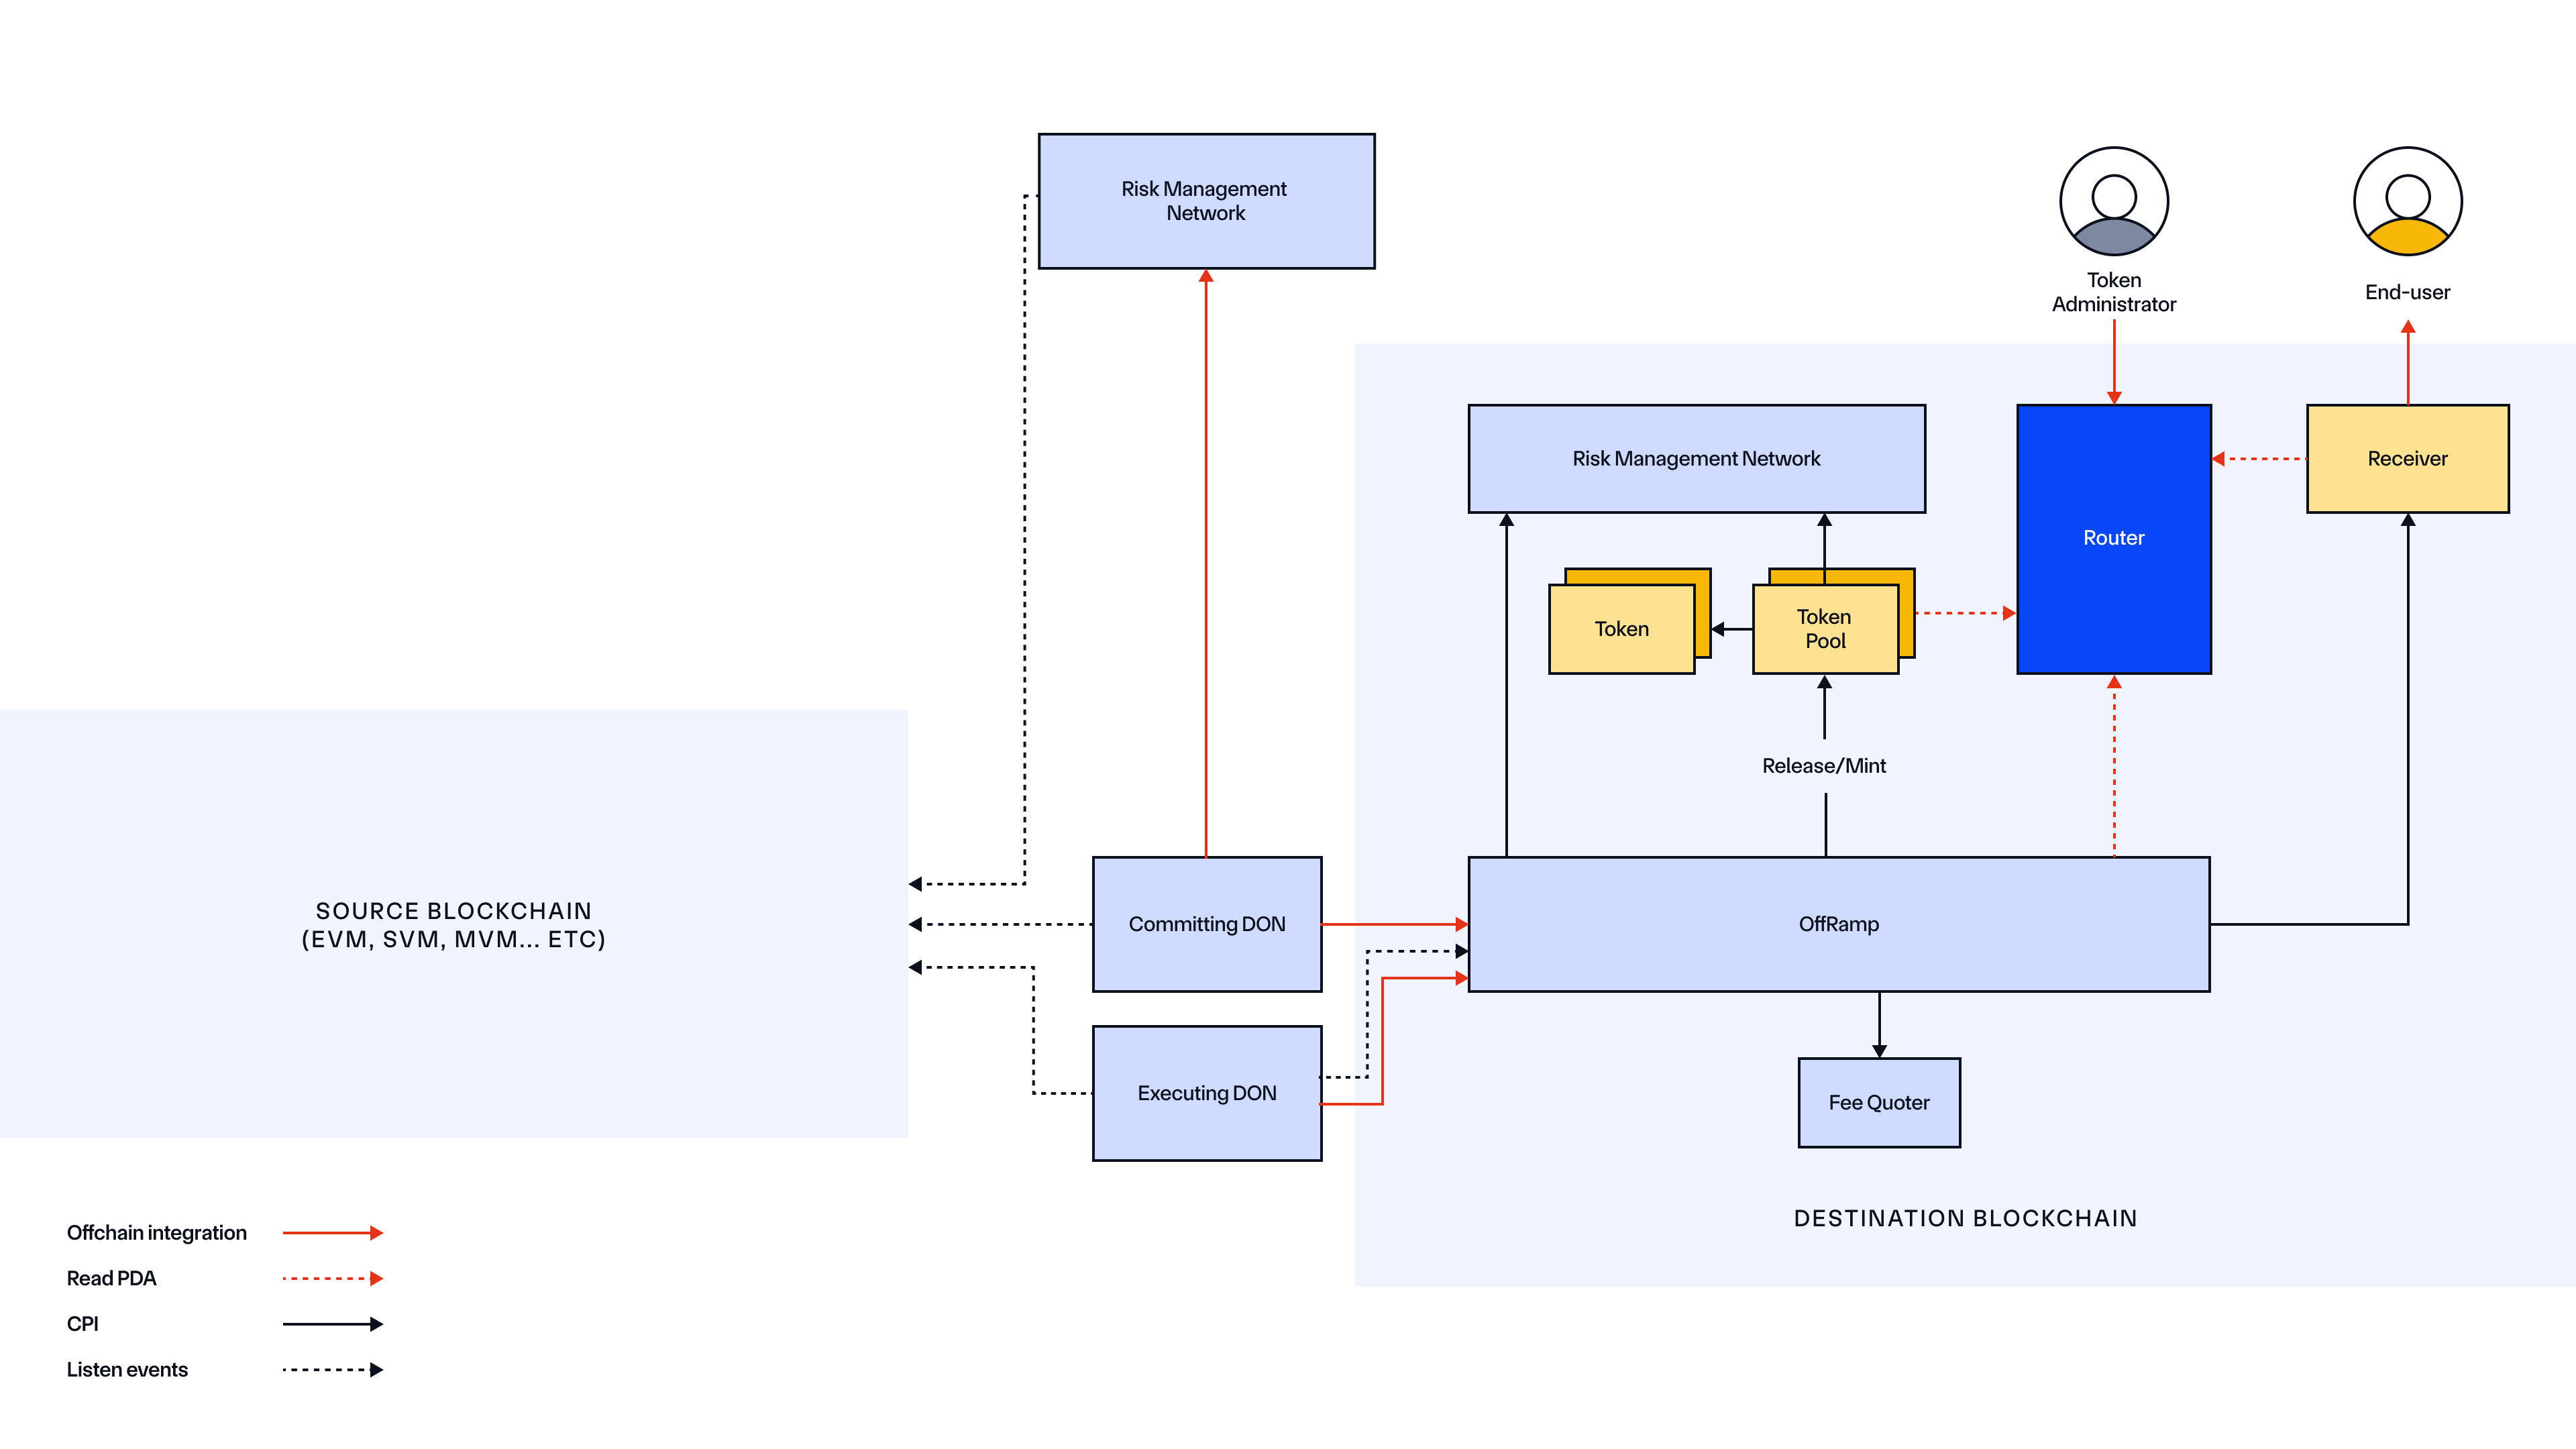 Risk Management
Network
Token
Administrator
End-user
Risk Management Network
Router
Receiver
Token
Token
Pool
Release/Mint
SOURCE BLOCKCHAIN
(EVM, SVM, MVM... ETC)
Committing DON
OffRamp
Executing DON
Fee Quoter
DESTINATION BLOCKCHAIN
Offchain integration
Read PDA
CPI
Listen events